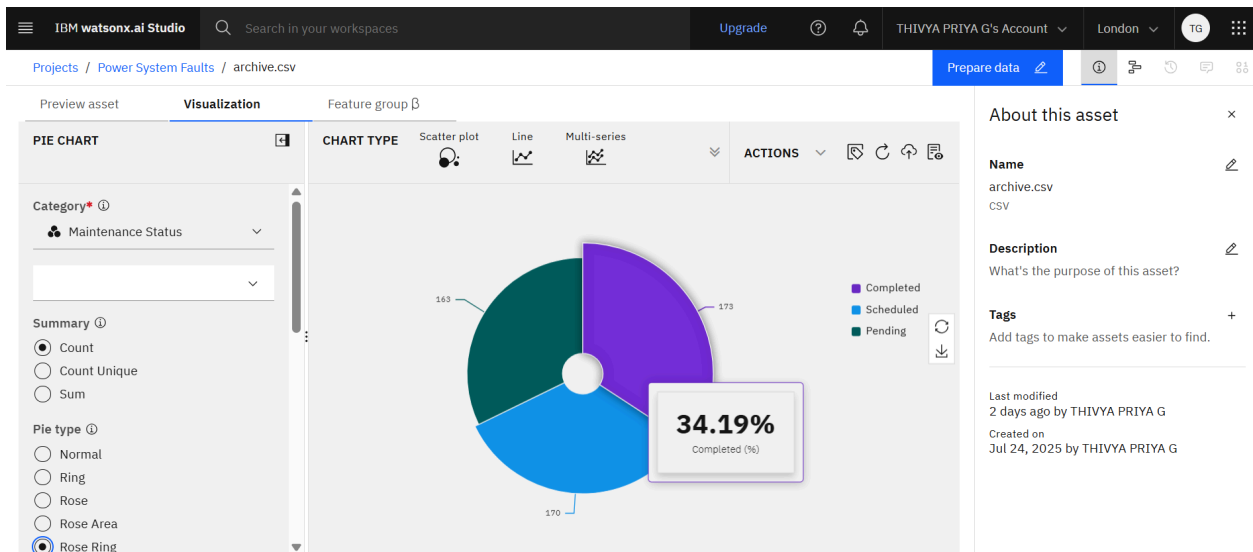 IBM watsonx.ai Studio
Search in your workspaces
Upgrade
THIVYA PRIYA G's Account
London
TG
Projects / Power System Faults / archive.csv
Prepare data
Preview asset
Visualization
Feature group β
PIE CHART
CHART TYPE
Scatter plot
Line
Multi-series
ACTIONS
Category*
Maintenance Status
Summary
Count
Count Unique
Sum
Pie type
Normal
Ring
Rose
Rose Area
Rose Ring
163
173
170
34.19%
Completed (%)
Completed
Scheduled
Pending
About this asset
Name
archive.csv
CSV
Description
What's the purpose of this asset?
Tags
Add tags to make assets easier to find.
Last modified
2 days ago by THIVYA PRIYA G
Created on
Jul 24, 2025 by THIVYA PRIYA G